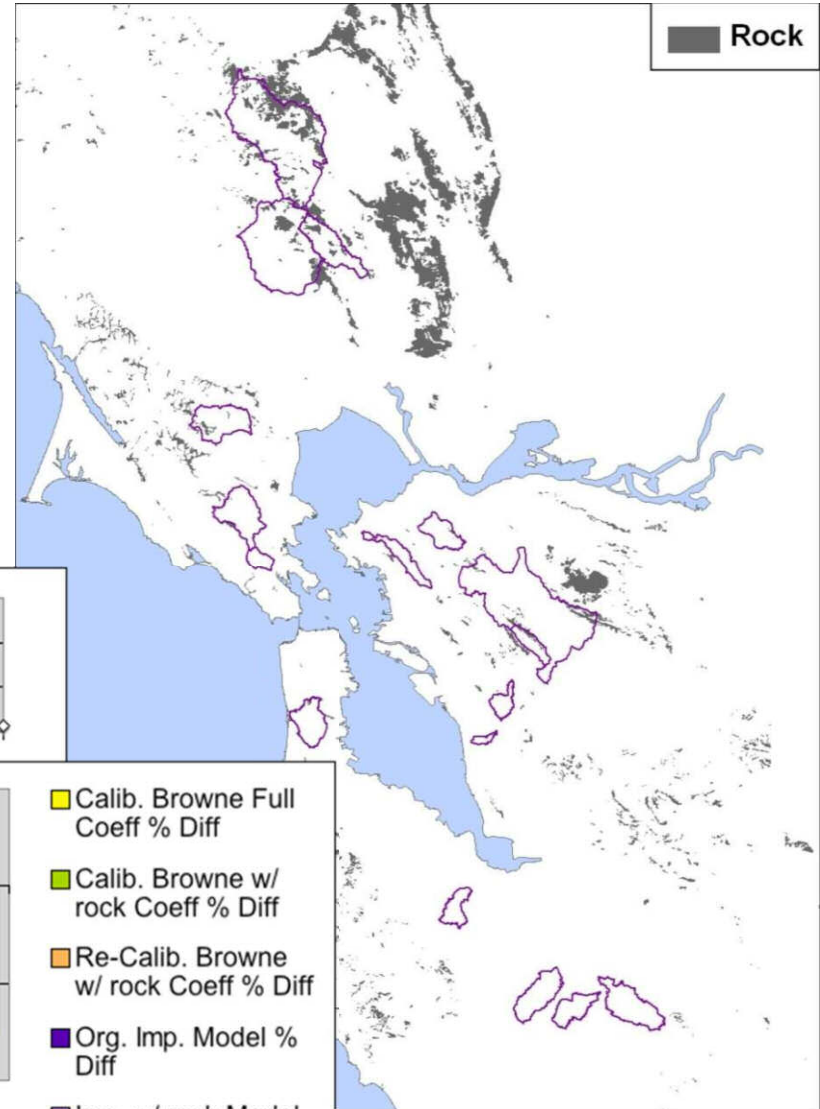 Rock
Calib. Browne Full
Coeff % Diff
Calib. Browne w/
rock Coeff % Diff
Re-Calib. Browne
w/ rock Coeff % Diff
Org. Imp. Model %
Diff